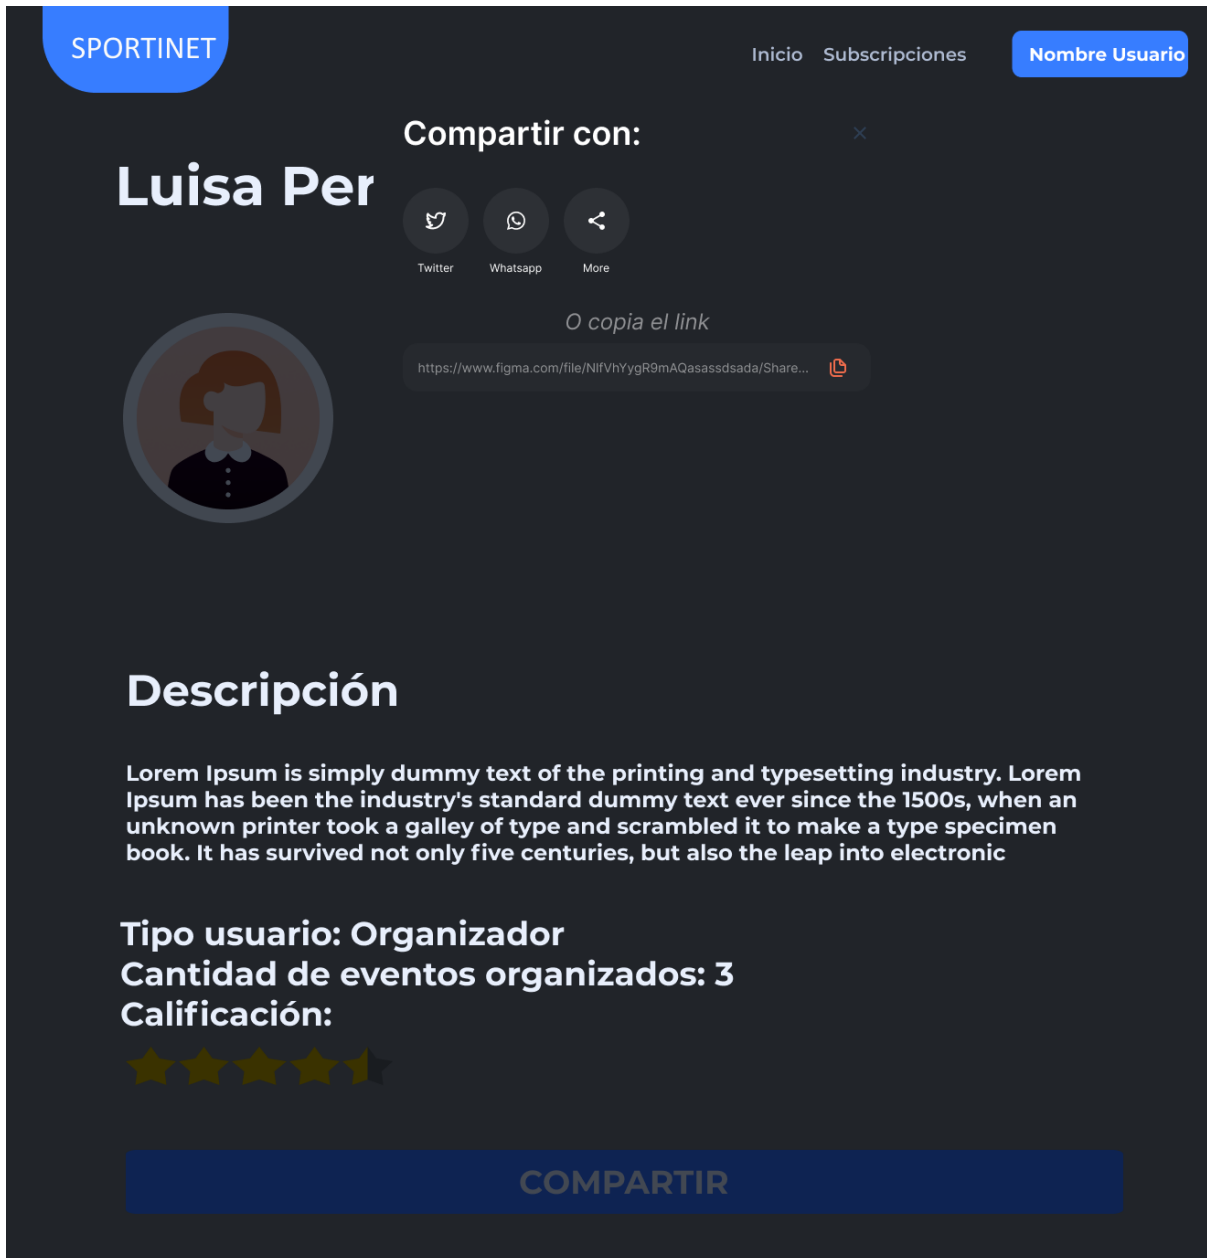 SPORTINET
Inicio Subscripciones Nombre Usuario
Compartir con:
Luisa Per
Twitter Whatsapp More
O copia el link
https://www.figma.com/file/NlfVhYygR9mAQasassdsada/Share...
Descripción
Lorem Ipsum is simply dummy text of the printing and typesetting industry. Lorem
Ipsum has been the industry's standard dummy text ever since the 1500s, when an
unknown printer took a galley of type and scrambled it to make a type specimen
book. It has survived not only five centuries, but also the leap into electronic
Tipo usuario: Organizador
Cantidad de eventos organizados: 3
Calificación:
COMPARTIR